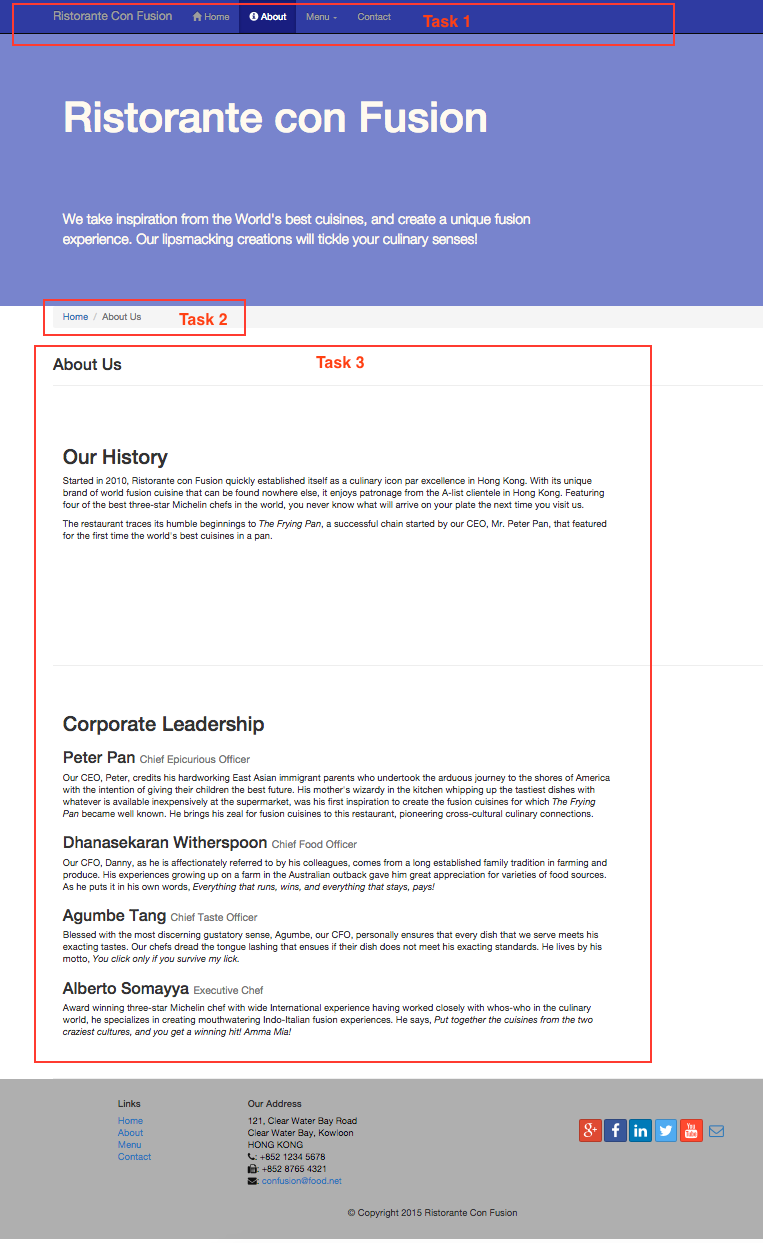 Ristorante Con Fusion Home About Menu Contact Task 1
Ristorante con Fusion
We take inspiration from the World's best cuisines, and create a unique fusion
experience. Our lipsmacking creations will tickle your culinary senses!
Home / About Us Task 2
About Us Task 3
Our History
Started in 2010, Ristorante con Fusion quickly established itself as a culinary icon par excellence in Hong Kong. With its unique
brand of world fusion cuisine that can be found nowhere else, it enjoys patronage from the A-list clientele in Hong Kong. Featuring
four of the best three-star Michelin chefs in the world, you never know what will arrive on your plate the next time you visit us.
The restaurant traces its humble beginnings to The Frying Pan, a successful chain started by our CEO, Mr. Peter Pan, that featured
for the first time the world's best cuisines in a pan.
Corporate Leadership
Peter Pan Chief Epicurious Officer
Our CEO, Peter, credits his hardworking East Asian immigrant parents who undertook the arduous journey to the shores of America
with the intention of giving their children the best future. His mother's wizardy in the kitchen whipping up the tastiest dishes with
whatever is available inexpensively at the supermarket, was his first inspiration to create the fusion cuisines for which The Frying
Pan became well known. He brings his zeal for fusion cuisines to this restaurant, pioneering cross-cultural culinary connections.
Dhanasekaran Witherspoon Chief Food Officer
Our CFO, Danny, as he is affectionately referred to by his colleagues, comes from a long established family tradition in farming and
produce. His experiences growing up on a farm in the Australian outback gave him great appreciation for varieties of food sources.
As he puts it in his own words, Everything that runs, wins, and everything that stays, pays!
Agumbe Tang Chief Taste Officer
Blessed with the most discerning gustatory sense, Agumbe, our CFO, personally ensures that every dish that we serve meets his
exacting tastes. Our chefs dread the tongue lashing that ensues if their dish does not meet his exacting standards. He lives by his
motto, You click only if you survive my lick.
Alberto Somayya Executive Chef
Award winning three-star Michelin chef with wide International experience having worked closely with whos-who in the culinary
world, he specializes in creating mouthwatering Indo-Italian fusion experiences. He says, Put together the cuisines from the two
craziest cultures, and you get a winning hit! Amma Mia!
Links
Home
About
Menu
Contact
Our Address
121, Clear Water Bay Road
Clear Water Bay, Kowloon
HONG KONG
: +852 1234 5678
: +852 8765 4321
: confusion@food.net
g+ f in You Tube
© Copyright 2015 Ristorante Con Fusion